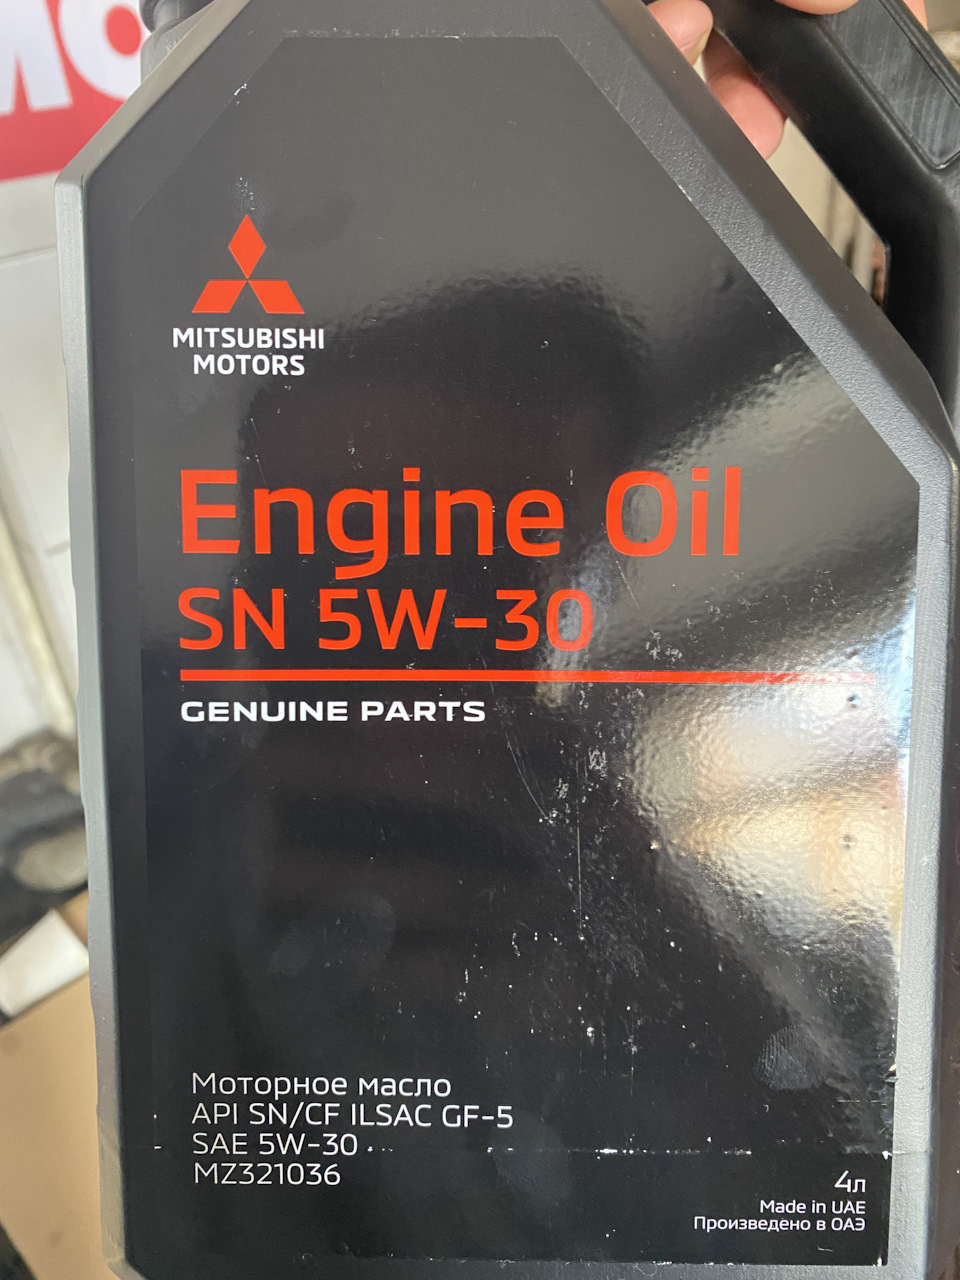 MITSUBISHI
MOTORS
Engine Oil
SN 5W-30
GENUINE PARTS
Моторное масло
API SN/CF ILSAC GF-5
SAE 5W-30
MZ321036
4л
Made in UAE
Произведено в ОАЭ